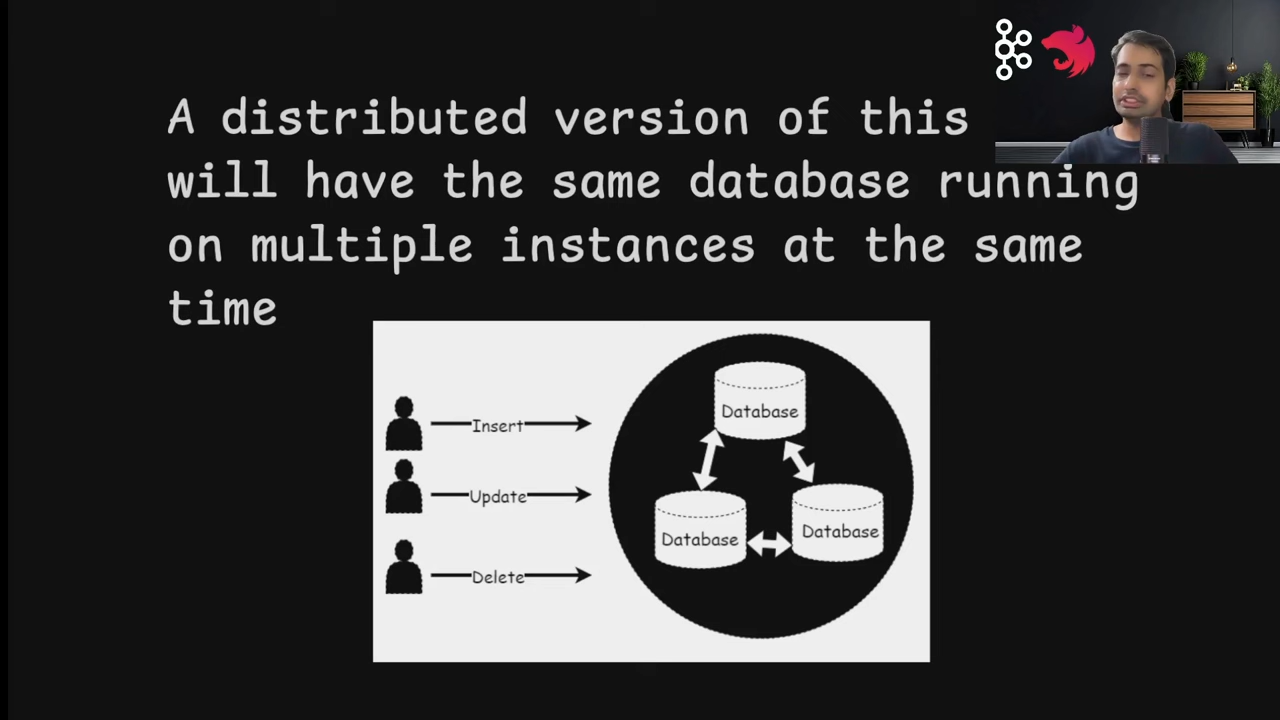 A distributed version of this
will have the same database running
on multiple instances at the same
time
Database
Insert
Update
Database
Database
Delete